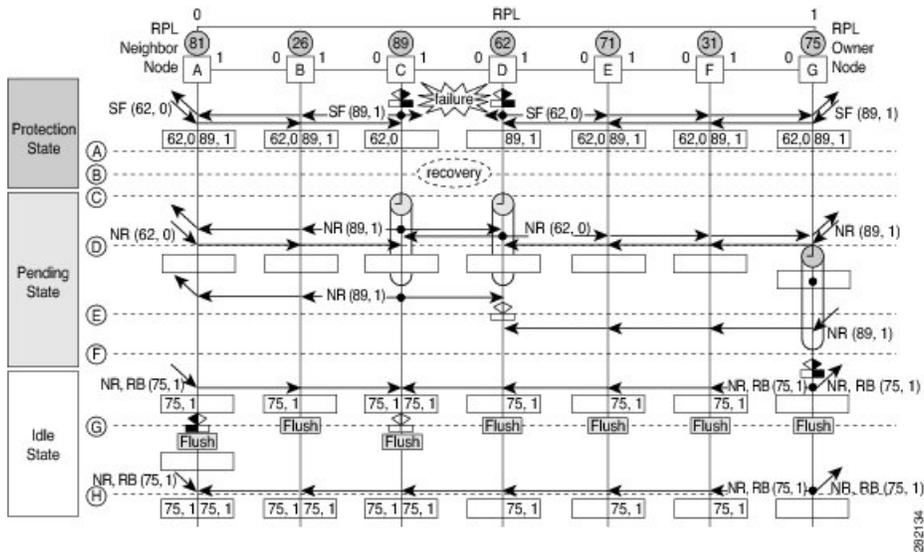 0 RPL 1
RPL Neighbor Node
RPL Owner Node
81 26 89 62 71 31 75
1 0 1 0 1 0 1 0 1 0 1 0
A B C D E F G
Protection State
failure
SF (62, 0) SF (89, 1) SF (62, 0) SF (89, 1)
62,0 89, 1 62,0 89, 1 62,0 89, 1 62,0 89, 1 62,0 89, 1 62,0 89, 1
A
B recovery
C
Pending State
NR (89, 1) NR (62, 0)
NR (62, 0) NR (89, 1)
D
NR (89, 1)
E
NR (89, 1)
F
Idle State
NR, RB (75, 1) NR, RB (75, 1) NR, RB (75, 1)
75, 1 75, 1 75, 1 75, 1 75, 1 75, 1 75, 1
G Flush Flush Flush Flush Flush
Flush Flush
NR, RB (75, 1) NR, RB (75, 1) NR, RB (75, 1)
H
75, 1 75, 1 75, 1 75, 1 75, 1 75, 1 75, 1 75, 1
282134